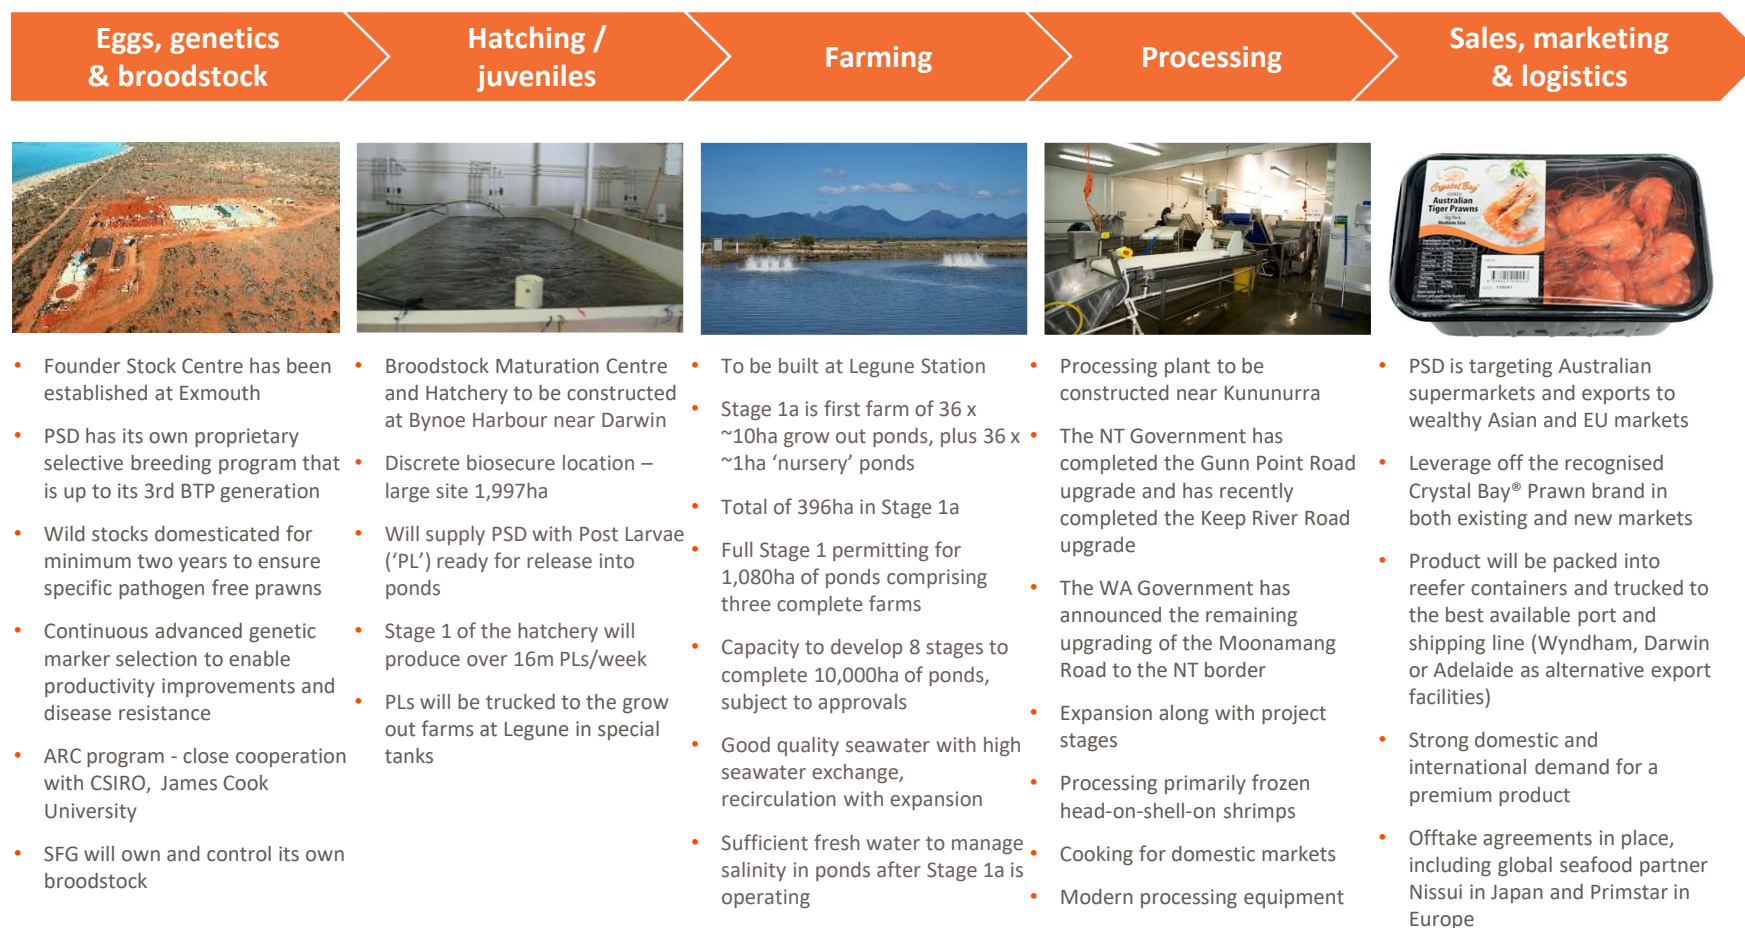 Eggs, genetics
& broodstock
Hatching /
juveniles
Farming
Processing
Sales, marketing
& logistics
Crystal Bay
COOKED
Australian
Tiger Prawns
Medium Size
• Founder Stock Centre has been
established at Exmouth
• PSD has its own proprietary
selective breeding program that
is up to its 3rd BTP generation
• Wild stocks domesticated for
minimum two years to ensure
specific pathogen free prawns
• Continuous advanced genetic
marker selection to enable
productivity improvements and
disease resistance
• ARC program - close cooperation
with CSIRO, James Cook
University
• SFG will own and control its own
broodstock
• Broodstock Maturation Centre
and Hatchery to be constructed
at Bynoe Harbour near Darwin
• Discrete biosecure location –
large site 1,997ha
• Will supply PSD with Post Larvae
('PL') ready for release into
ponds
• Stage 1 of the hatchery will
produce over 16m PLs/week
• PLs will be trucked to the grow
out farms at Legune in special
tanks
• To be built at Legune Station
• Stage 1a is first farm of 36 x
~10ha grow out ponds, plus 36 x
~1ha 'nursery' ponds
• Total of 396ha in Stage 1a
• Full Stage 1 permitting for
1,080ha of ponds comprising
three complete farms
• Capacity to develop 8 stages to
complete 10,000ha of ponds,
subject to approvals
• Good quality seawater with high
seawater exchange,
recirculation with expansion
• Sufficient fresh water to manage
salinity in ponds after Stage 1a is
operating
• Processing plant to be
constructed near Kununurra
• The NT Government has
completed the Gunn Point Road
upgrade and has recently
completed the Keep River Road
upgrade
• The WA Government has
announced the remaining
upgrading of the Moonamang
Road to the NT border
• Expansion along with project
stages
• Processing primarily frozen
head-on-shell-on shrimps
• Cooking for domestic markets
• Modern processing equipment
• PSD is targeting Australian
supermarkets and exports to
wealthy Asian and EU markets
• Leverage off the recognised
Crystal Bay® Prawn brand in
both existing and new markets
• Product will be packed into
reefer containers and trucked to
the best available port and
shipping line (Wyndham, Darwin
or Adelaide as alternative export
facilities)
• Strong domestic and
international demand for a
premium product
• Offtake agreements in place,
including global seafood partner
Nissui in Japan and Primstar in
Europe